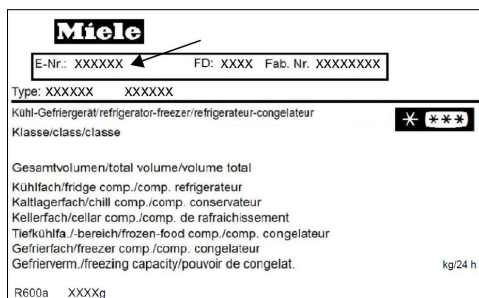 Miele
E-Nr.: XXXXXX FD: XXXX Fab. Nr. XXXXXXXX
Type: XXXXXX XXXXXX
Kühl-Gefriergerät/refrigerator-freezer/refrigerateur-congelateur
Klasse/class/classe
Gesamtvolumen/total volume/volume total
Kühlfach/fridge comp./comp. refrigerateur
Kaltlagerfach/chill comp./comp. conservateur
Kellerfach/cellar comp./comp. de rafraichissement
Tiefkühlfa./-bereich/frozen-food comp./comp. congelateur
Gefrierfach/freezer comp./comp. congelateur
Gefrierverm./freezing capacity/pouvoir de congelat. kg/24 h
R600a XXXXg